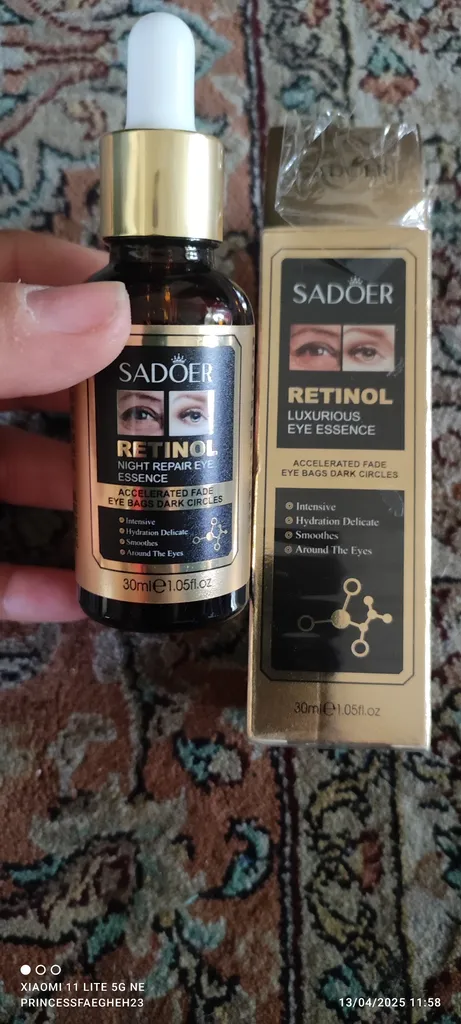 SADOER
RETINOL
NIGHT REPAIR EYE
ESSENCE
ACCELERATED FADE
EYE BAGS DARK CIRCLES
Intensive
Hydration Delicate
Smoothes
Around The Eyes
30ml℮1.05fl.oz
SADOER
SADOER
RETINOL
LUXURIOUS
EYE ESSENCE
ACCELERATED FADE
EYE BAGS DARK CIRCLES
Intensive
Hydration Delicate
Smoothes
Around The Eyes
30ml℮1.05fl.oz
XIAOMI 11 LITE 5G NE
PRINCESSFAEGHEH23
13/04/2025 11:58